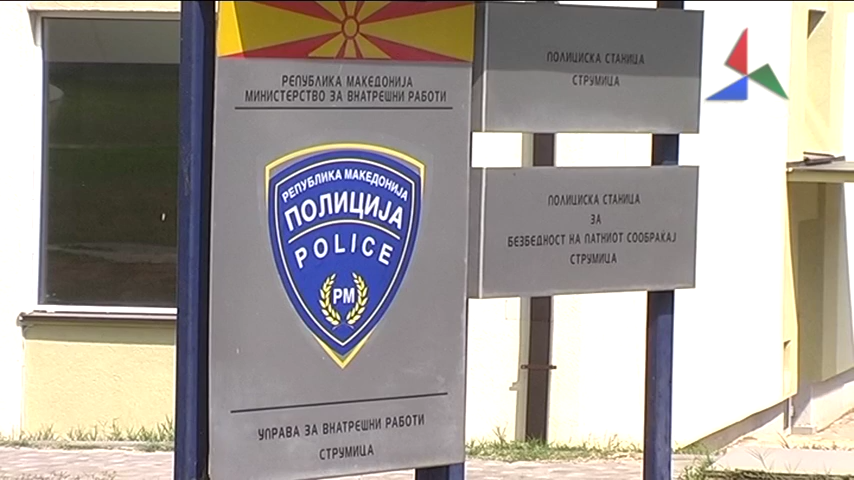 РЕПУБЛИКА МАКЕДОНИЈА
МИНИСТЕРСТВО ЗА ВНАТРЕШНИ РАБОТИ
РЕПУБЛИКА МАКЕДОНИЈА
ПОЛИЦИЈА
POLICE
РМ
УПРАВА ЗА ВНАТРЕШНИ РАБОТИ
СТРУМИЦА
ПОЛИЦИСКА СТАНИЦА
СТРУМИЦА
ПОЛИЦИСКА СТАНИЦА
ЗА
БЕЗБЕДНОСТ НА ПАТНИОТ СООБРАЌАЈ
СТРУМИЦА